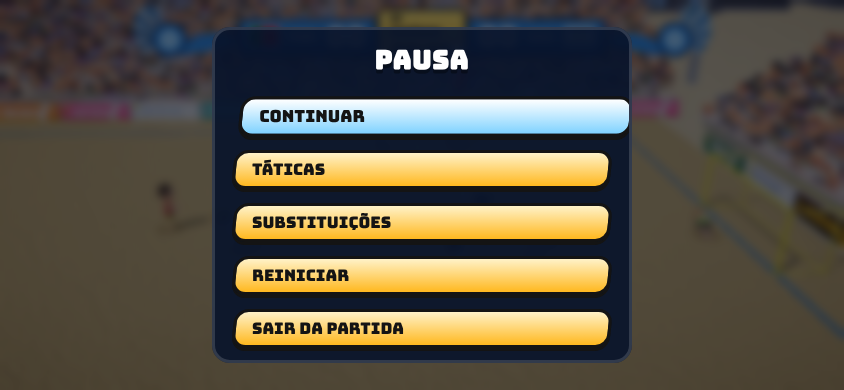 PAUSA
CONTINUAR
TÁTICAS
SUBSTITUIÇÕES
REINICIAR
SAIR DA PARTIDA